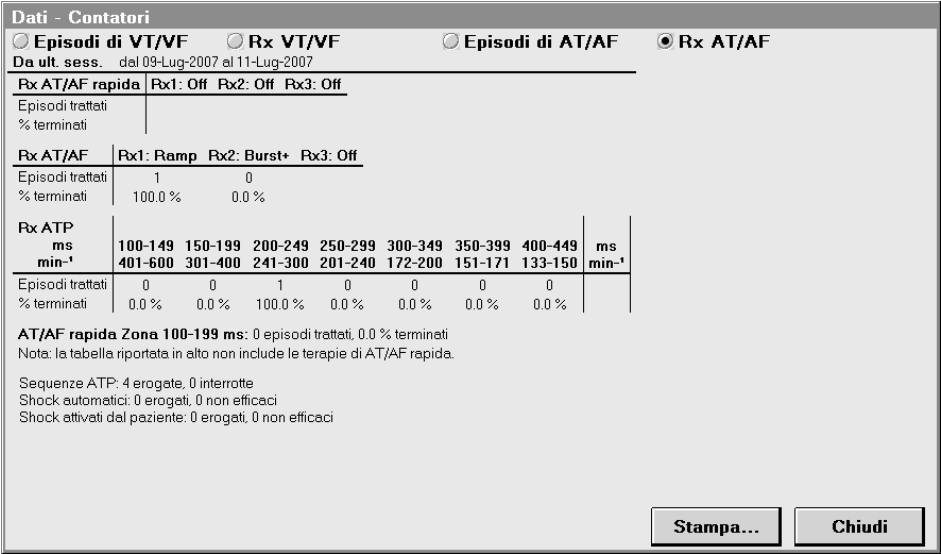 Dati - Contatori
Episodi di VT/VF Rx VT/VF Episodi di AT/AF Rx AT/AF
Da ult. sess. dal 09-Lug-2007 al 11-Lug-2007
Rx AT/AF rapida Rx1: Off Rx2: Off Rx3: Off
Episodi trattati
% terminati
Rx AT/AF Rx1: Ramp Rx2: Burst+ Rx3: Off
Episodi trattati 1 0
% terminati 100.0 % 0.0 %
Rx ATP
ms 100-149 150-199 200-249 250-299 300-349 350-399 400-449 ms
min-¹ 401-600 301-400 241-300 201-240 172-200 151-171 133-150 min-¹
Episodi trattati 0 0 1 0 0 0 0
% terminati 0.0 % 0.0 % 100.0 % 0.0 % 0.0 % 0.0 % 0.0 %
AT/AF rapida Zona 100-199 ms: 0 episodi trattati, 0.0 % terminati
Nota: la tabella riportata in alto non include le terapie di AT/AF rapida.
Sequenze ATP: 4 erogate, 0 interrotte
Shock automatici: 0 erogati, 0 non efficaci
Shock attivati dal paziente: 0 erogati, 0 non efficaci
Stampa... Chiudi